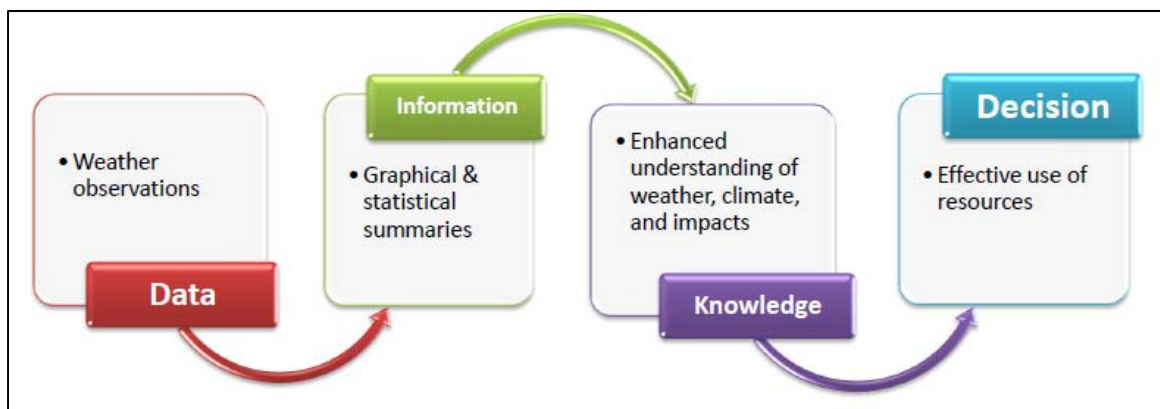 • Weather
observations
Data
Information
• Graphical &
statistical
summaries
• Enhanced
understanding of
weather, climate,
and impacts
Knowledge
Decision
• Effective use of
resources